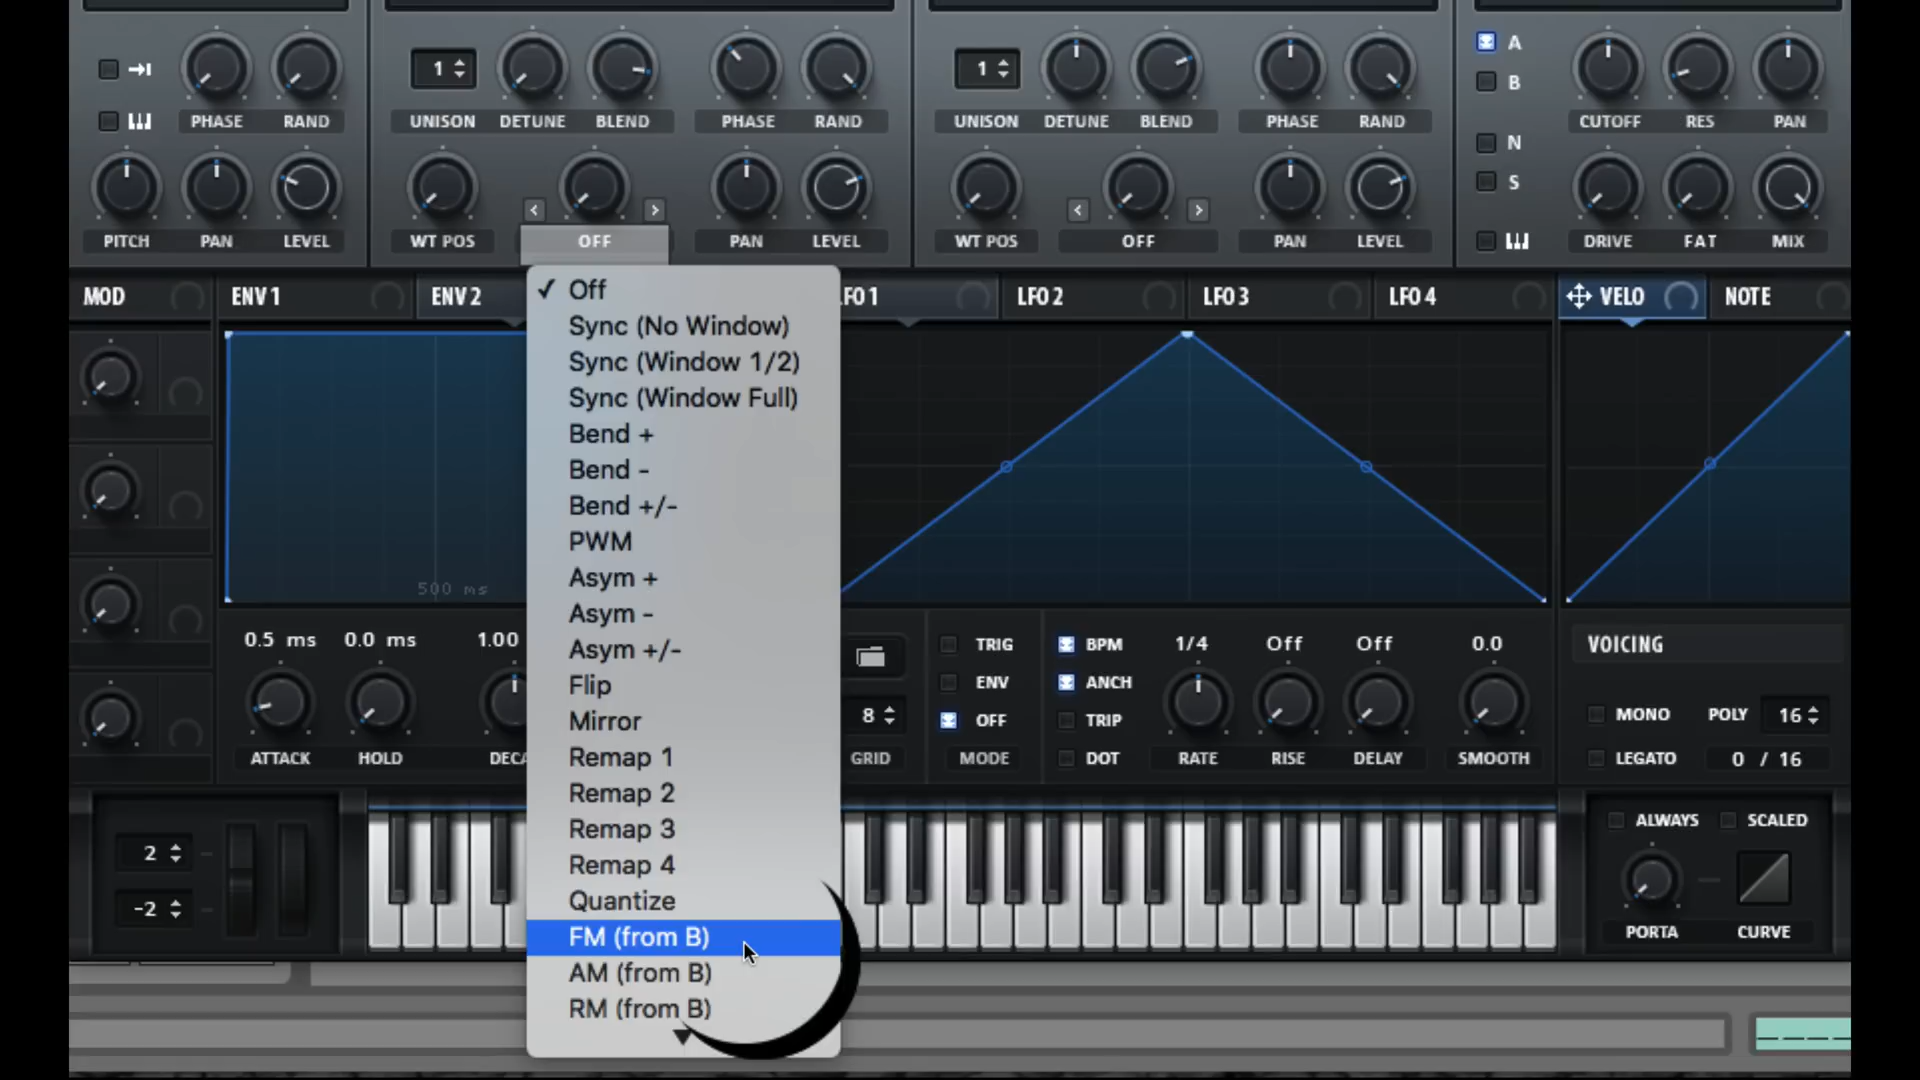 1
1
A
B
PHASE RAND UNISON DETUNE BLEND PHASE RAND UNISON DETUNE BLEND PHASE RAND CUTOFF RES PAN
N
S
PITCH PAN LEVEL WT POS OFF PAN LEVEL WT POS OFF PAN LEVEL DRIVE FAT MIX
MOD ENV 1 ENV 2 LFO 1 LFO 2 LFO 3 LFO 4 VELO NOTE
✓ Off
Sync (No Window)
Sync (Window 1/2)
Sync (Window Full)
Bend +
Bend -
Bend +/-
PWM
Asym +
Asym -
Asym +/-
Flip
Mirror
Remap 1
Remap 2
Remap 3
Remap 4
Quantize
FM (from B)
AM (from B)
RM (from B)
500 ms
0.5 ms 0.0 ms 1.00 TRIG BPM 1/4 Off Off 0.0 VOICING
ENV ANCH
8 OFF TRIP MONO POLY 16
ATTACK HOLD DECA GRID MODE DOT RATE RISE DELAY SMOOTH LEGATO 0 / 16
ALWAYS SCALED
2
-2
PORTA CURVE